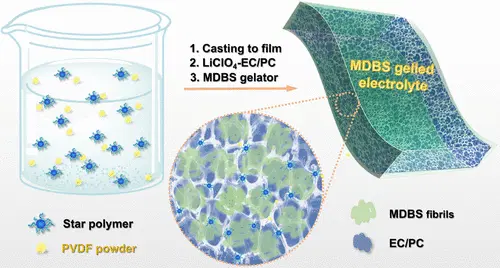 1. Casting to film
2. LiClO₄-EC/PC
3. MDBS gelator
MDBS gelled
electrolyte
Star polymer
PVDF powder
MDBS fibrils
EC/PC